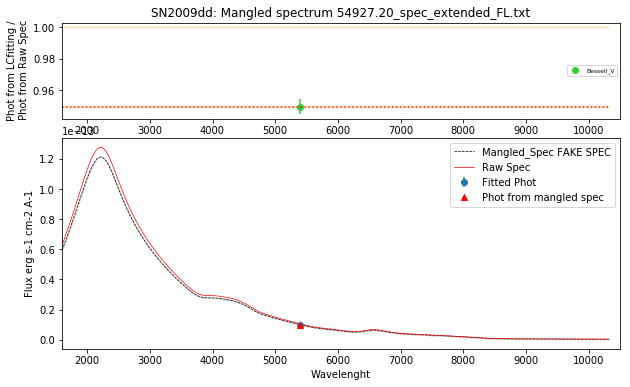 SN2009dd: Mangled spectrum 54927.20_spec_extended_FL.txt
Phot from LCfitting /
Phot from Raw Spec
1.00
0.98
0.96
Bessell_V
2000 3000 4000 5000 6000 7000 8000 9000 10000
1e−13
Flux erg s-1 cm-2 A-1
1.2
1.0
0.8
0.6
0.4
0.2
0.0
Mangled_Spec FAKE SPEC
Raw Spec
Fitted Phot
Phot from mangled spec
2000 3000 4000 5000 6000 7000 8000 9000 10000
Wavelenght